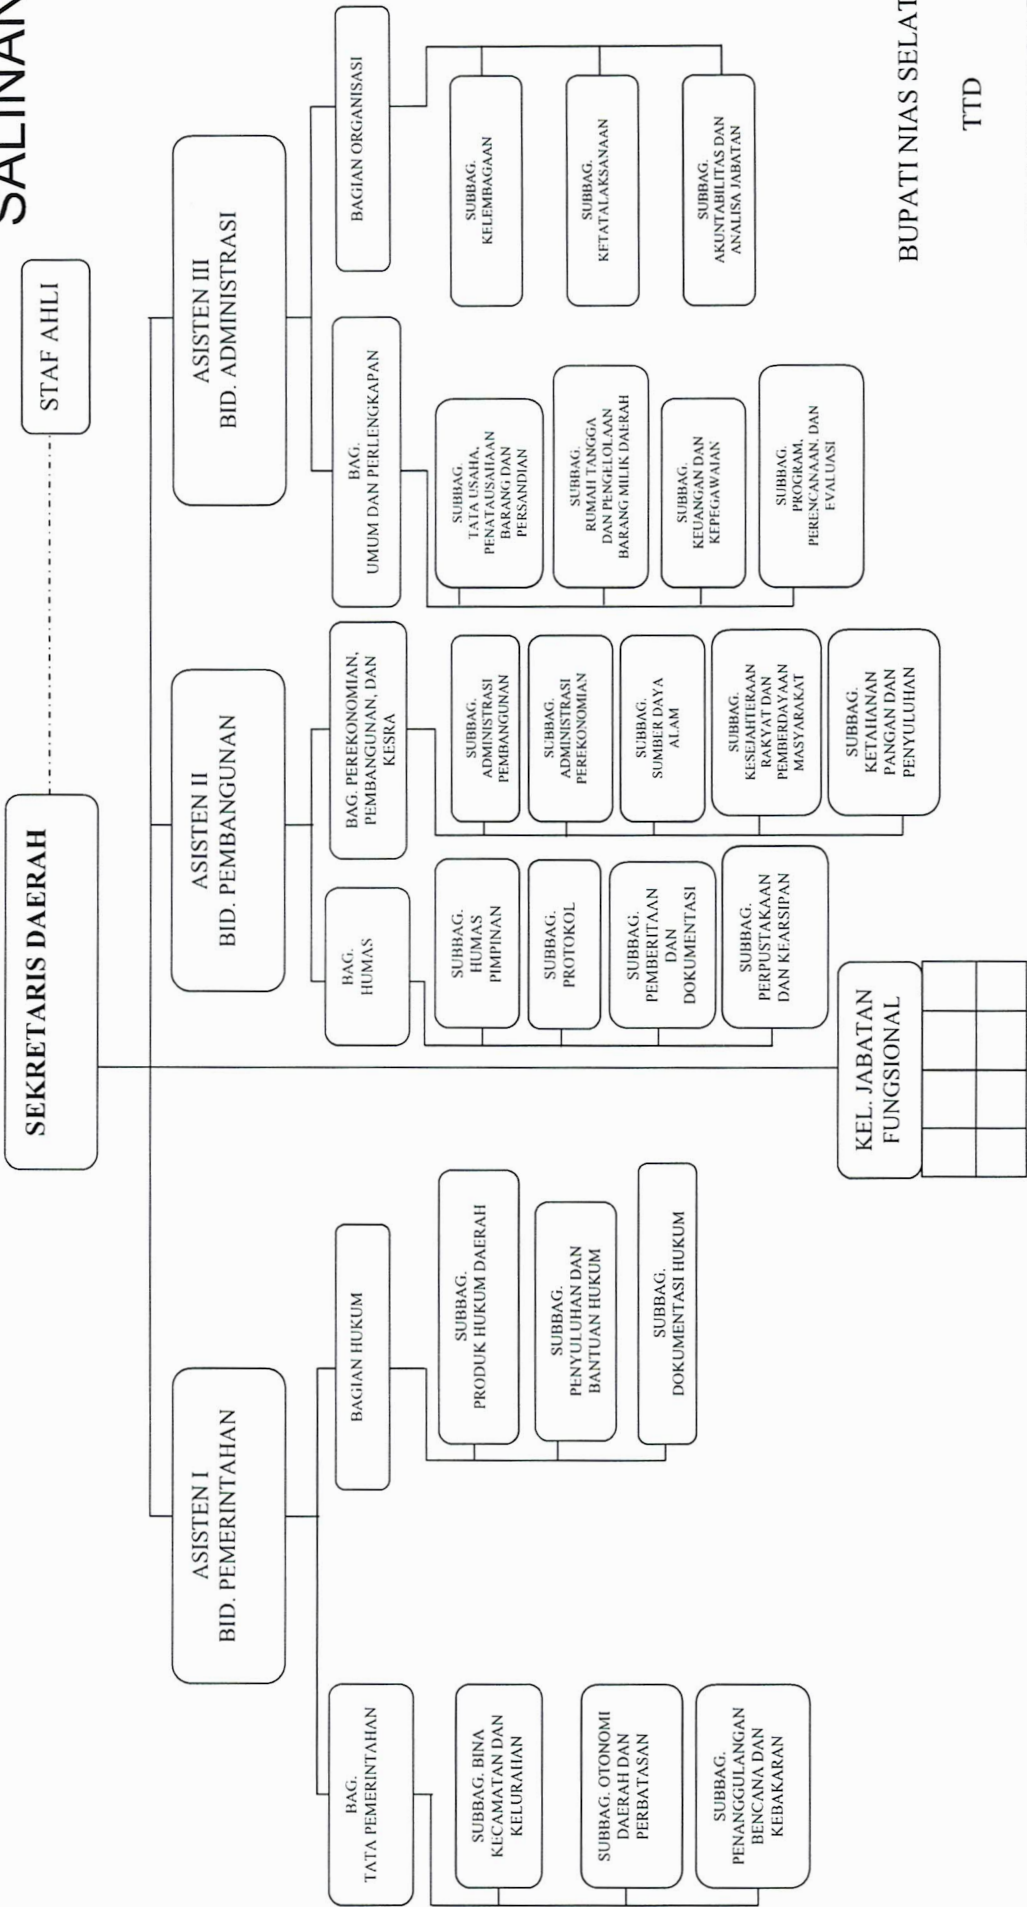 SALINAN
SEKRETARIS DAERAH
STAF AHLI
ASISTEN I
BID. PEMERINTAHAN
ASISTEN II
BID. PEMBANGUNAN
ASISTEN III
BID. ADMINISTRASI
BAG.
TATA PEMERINTAHAN
SUBBAG. BINA
KECAMATAN DAN
KELURAHAN
SUBBAG. OTONOMI
DAERAH DAN
PERBATASAN
SUBBAG.
PENANGGULANGAN
BENCANA DAN
KEBAKARAN
BAGIAN HUKUM
SUBBAG.
PRODUK HUKUM DAERAH
SUBBAG.
PENYULUHAN DAN
BANTUAN HUKUM
SUBBAG.
DOKUMENTASI HUKUM
BAG.
HUMAS
SUBBAG.
HUMAS
PIMPINAN
SUBBAG.
PROTOKOL
SUBBAG.
PEMBERITAAN
DAN
DOKUMENTASI
SUBBAG.
PERPUSTAKAAN
DAN KEARSIPAN
BAG. PEREKONOMIAN,
PEMBANGUNAN, DAN
KESRA
SUBBAG.
ADMINISTRASI
PEMBANGUNAN
SUBBAG.
ADMINISTRASI
PEREKONOMIAN
SUBBAG.
SUMBER DAYA
ALAM
SUBBAG.
KESEJAHTERAAN
RAKYAT DAN
PEMBERDAYAAN
MASYARAKAT
SUBBAG.
KETAHANAN
PANGAN DAN
PENYULUHAN
BAG.
UMUM DAN PERLENGKAPAN
SUBBAG.
TATA USAHA,
PENATAUSAHAAN
BARANG DAN
PERSANDIAN
SUBBAG.
RUMAH TANGGA
DAN PENGELOLAAN
BARANG MILIK DAERAH
SUBBAG.
KEUANGAN DAN
KEPEGAWAIAN
SUBBAG.
PROGRAM,
PERENCANAAN, DAN
EVALUASI
BAGIAN ORGANISASI
SUBBAG.
KELEMBAGAAN
SUBBAG.
KETATALAKSANAAN
SUBBAG.
AKUNTABILITAS DAN
ANALISA JABATAN
KEL. JABATAN
FUNGSIONAL
BUPATI NIAS SELAT
TTD